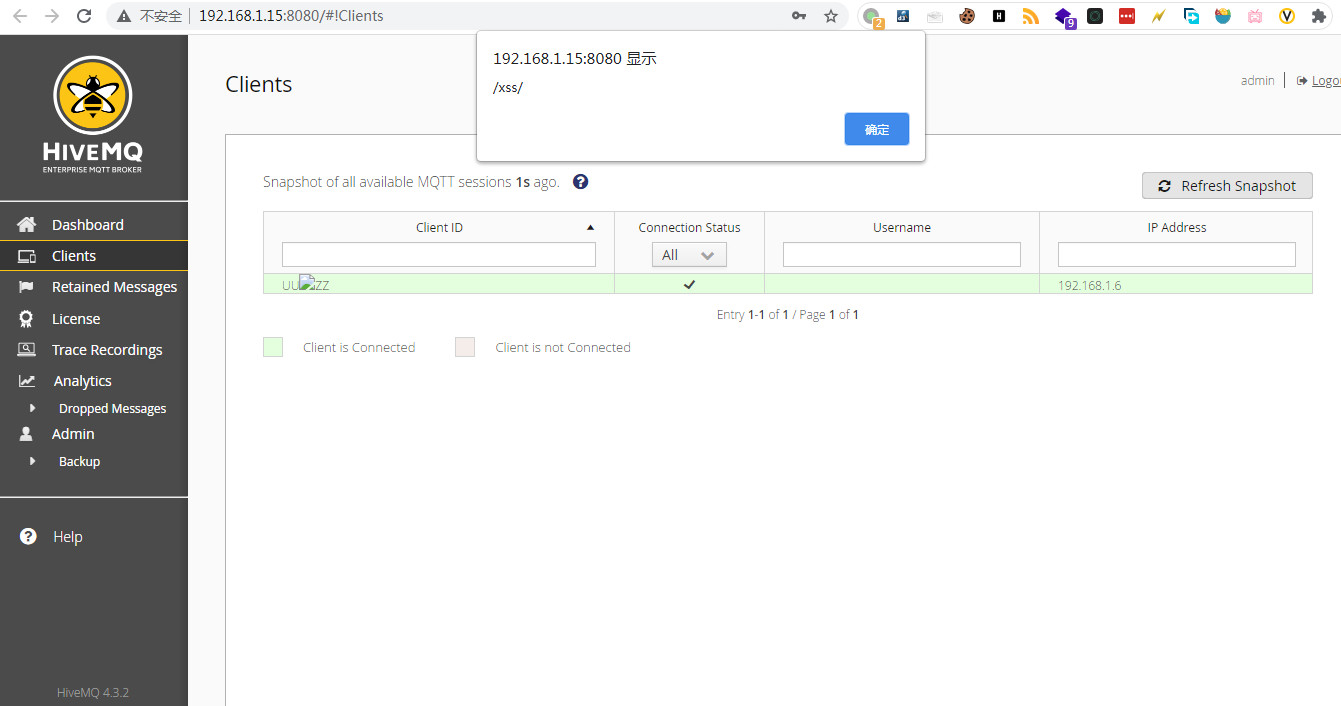 不安全 192.168.1.15:8080/#!Clients
2
9
192.168.1.15:8080 显示
/xss/
确定
HIVEMQ
ENTERPRISE MQTT BROKER
Clients
admin
Logo
Dashboard
Clients
Retained Messages
License
Trace Recordings
Analytics
Dropped Messages
Admin
Backup
Help
HiveMQ 4.3.2
Snapshot of all available MQTT sessions 1s ago.
Refresh Snapshot
Client ID Connection Status Username IP Address
All
UU ZZ 192.168.1.6
Entry 1-1 of 1 / Page 1 of 1
Client is Connected Client is not Connected